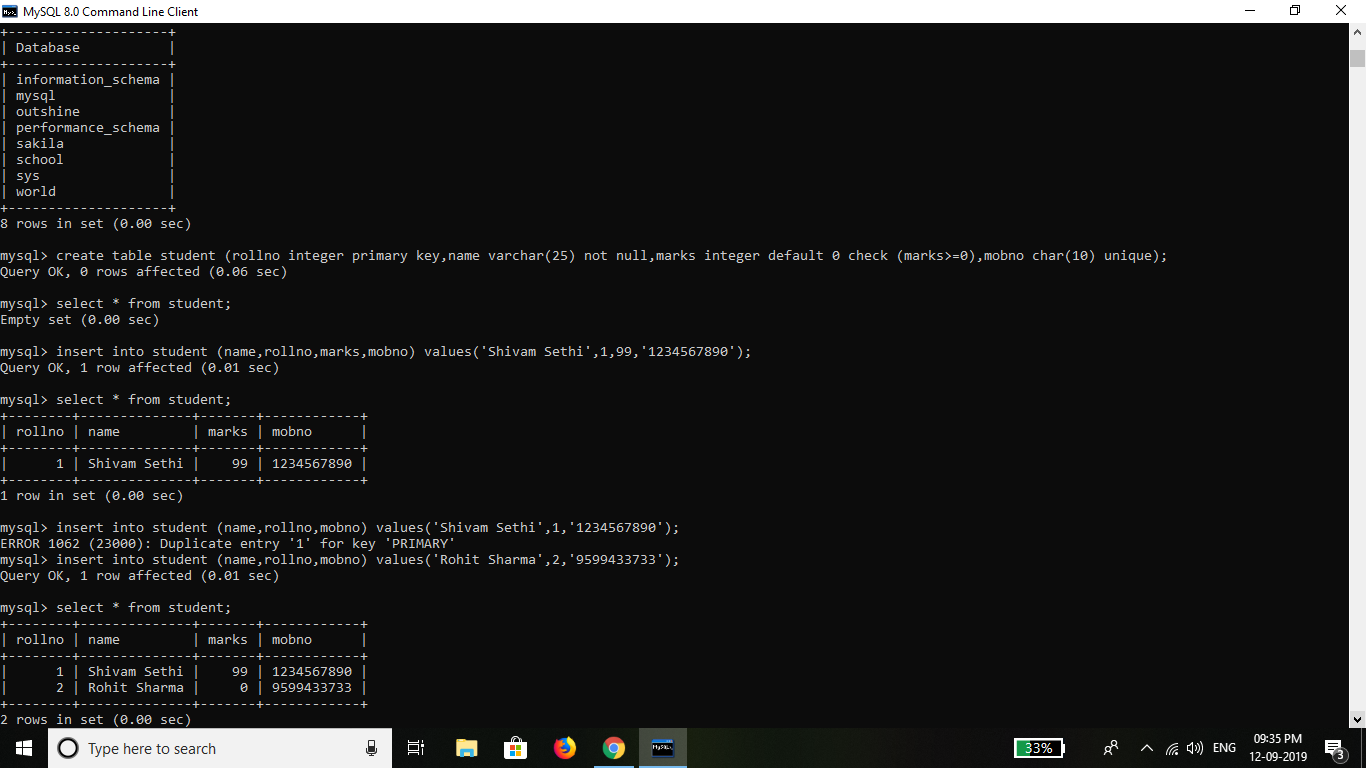 MySQL 8.0 Command Line Client
+--------------------+
| Database           |
+--------------------+
| information_schema |
| mysql              |
| outshine           |
| performance_schema |
| sakila             |
| school             |
| sys                |
| world              |
+--------------------+
8 rows in set (0.00 sec)
mysql> create table student (rollno integer primary key,name varchar(25) not null,marks integer default 0 check (marks>=0),mobno char(10) unique);
Query OK, 0 rows affected (0.06 sec)
mysql> select * from student;
Empty set (0.00 sec)
mysql> insert into student (name,rollno,marks,mobno) values('Shivam Sethi',1,99,'1234567890');
Query OK, 1 row affected (0.01 sec)
mysql> select * from student;
+--------+--------------+-------+------------+
| rollno | name         | marks | mobno      |
+--------+--------------+-------+------------+
|      1 | Shivam Sethi |    99 | 1234567890 |
+--------+--------------+-------+------------+
1 row in set (0.00 sec)
mysql> insert into student (name,rollno,mobno) values('Shivam Sethi',1,'1234567890');
ERROR 1062 (23000): Duplicate entry '1' for key 'PRIMARY'
mysql> insert into student (name,rollno,mobno) values('Rohit Sharma',2,'9599433733');
Query OK, 1 row affected (0.01 sec)
mysql> select * from student;
+--------+--------------+-------+------------+
| rollno | name         | marks | mobno      |
+--------+--------------+-------+------------+
|      1 | Shivam Sethi |    99 | 1234567890 |
|      2 | Rohit Sharma |     0 | 9599433733 |
+--------+--------------+-------+------------+
2 rows in set (0.00 sec)
Type here to search
MySQL
33%
ENG
09:35 PM
12-09-2019
3